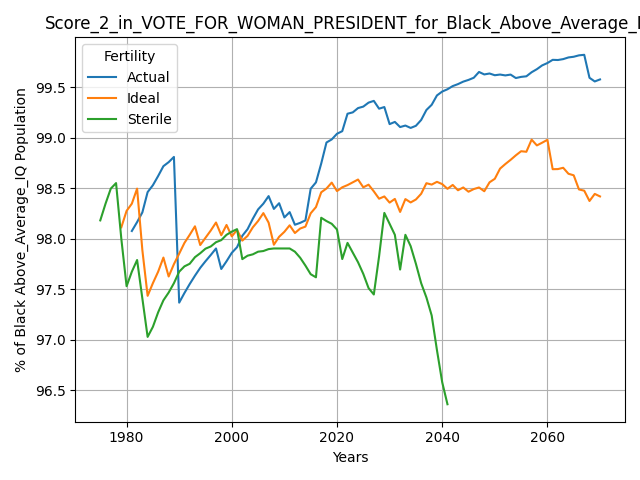 Score_2_in_VOTE_FOR_WOMAN_PRESIDENT_for_Black_Above_Average_I
Fertility
Actual
Ideal
Sterile
% of Black Above_Average_IQ Population
99.5
99.0
98.5
98.0
97.5
97.0
96.5
1980
2000
2020
2040
2060
Years